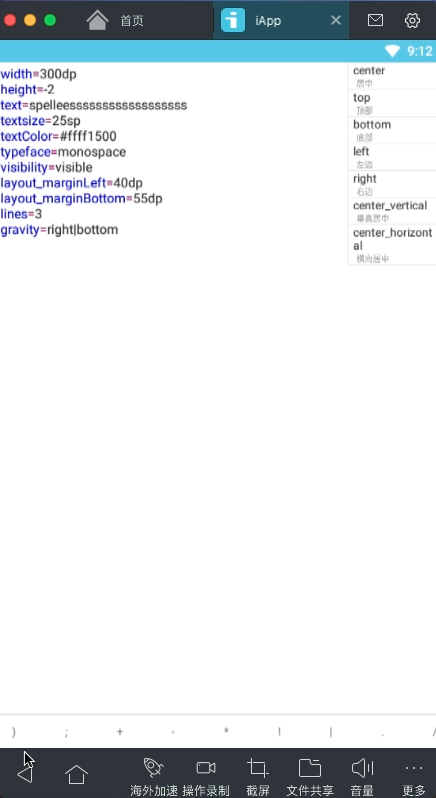 首页
iApp
9:12
width=300dp
height=-2
text=spelleesssssssssssssssssss
textsize=25sp
textColor=#ffff1500
typeface=monospace
visibility=visible
layout_marginLeft=40dp
layout_marginBottom=55dp
lines=3
gravity=right|bottom
center
居中
top
顶部
bottom
底部
left
左边
right
右边
center_vertical
垂直居中
center_horizont
al
横向居中
) ; + - * ! | . /
海外加速 操作录制 截屏 文件共享 音量 更多